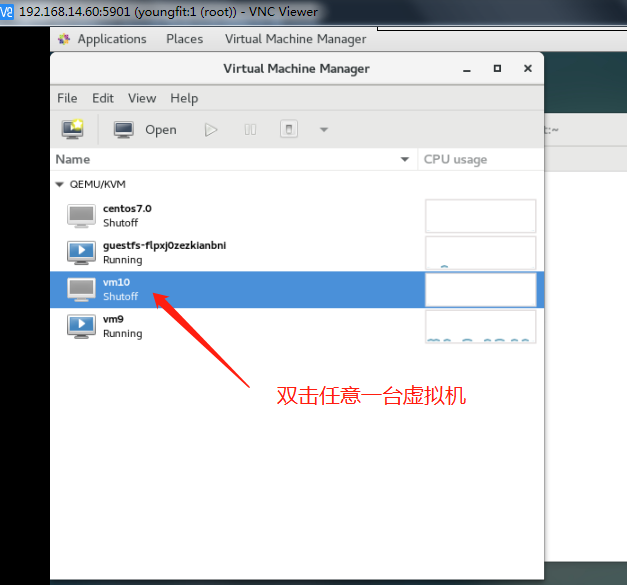 192.168.14.60:5901 (youngfit:1 (root)) - VNC Viewer
Applications Places Virtual Machine Manager
Virtual Machine Manager
File Edit View Help
Open
Name CPU usage
QEMU/KVM
centos7.0
Shutoff
guestfs-flpxj0zezkianbni
Running
vm10
Shutoff
vm9
Running
双击任意一台虚拟机